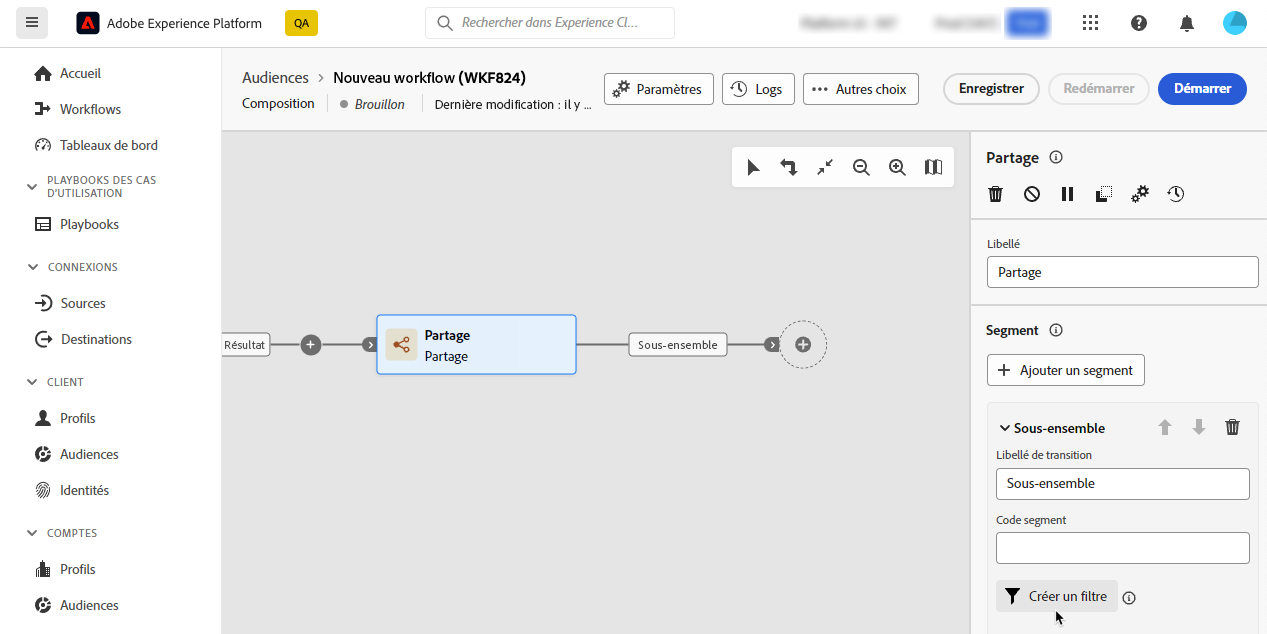 Adobe Experience Platform
QA
Rechercher dans Experience Cl...
Accueil
Workflows
Tableaux de bord
PLAYBOOKS DES CAS
D'UTILISATION
Playbooks
CONNEXIONS
Sources
Destinations
CLIENT
Profils
Audiences
Identités
COMPTES
Profils
Audiences
Audiences > Nouveau workflow (WKF824)
Composition
Brouillon
Dernière modification : il y ...
Paramètres
Logs
Autres choix
Enregistrer
Redémarrer
Démarrer
Résultat
Partage
Partage
Sous-ensemble
Partage
Libellé
Partage
Segment
Ajouter un segment
Sous-ensemble
Libellé de transition
Sous-ensemble
Code segment
Créer un filtre